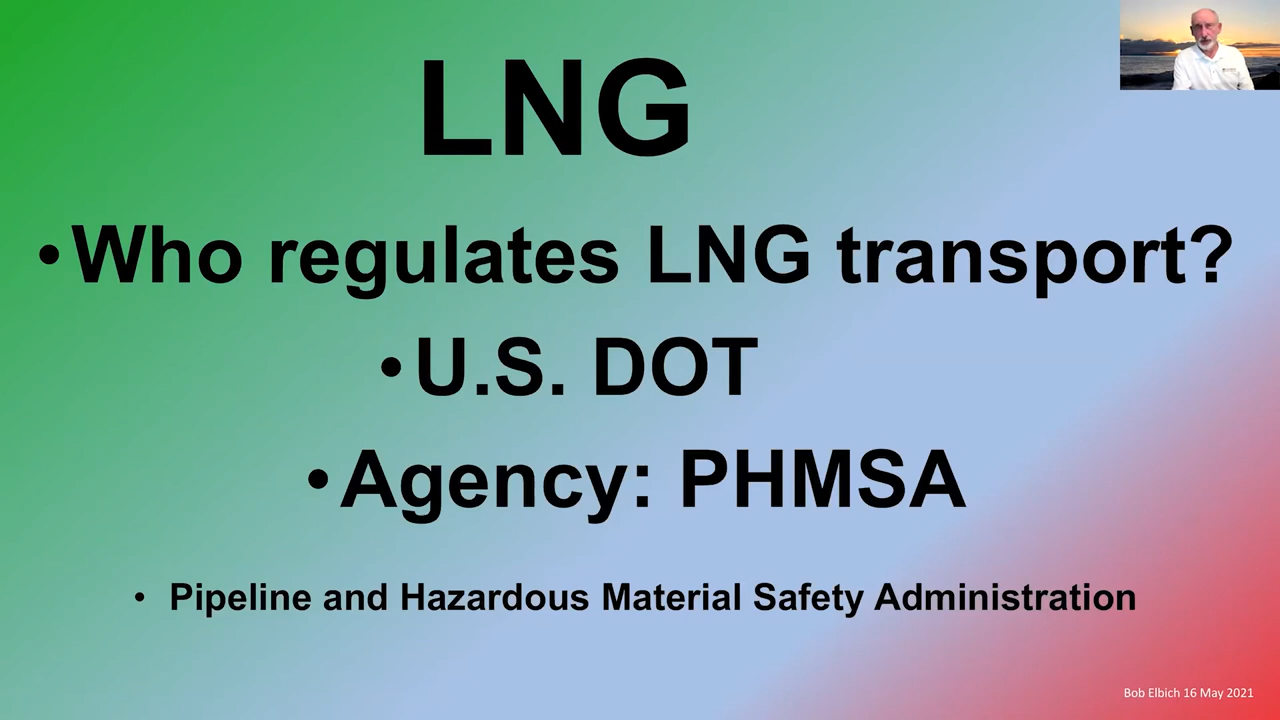 LNG
•Who regulates LNG transport?
•U.S. DOT
•Agency: PHMSA
• Pipeline and Hazardous Material Safety Administration
Bob Elbich 16 May 2021